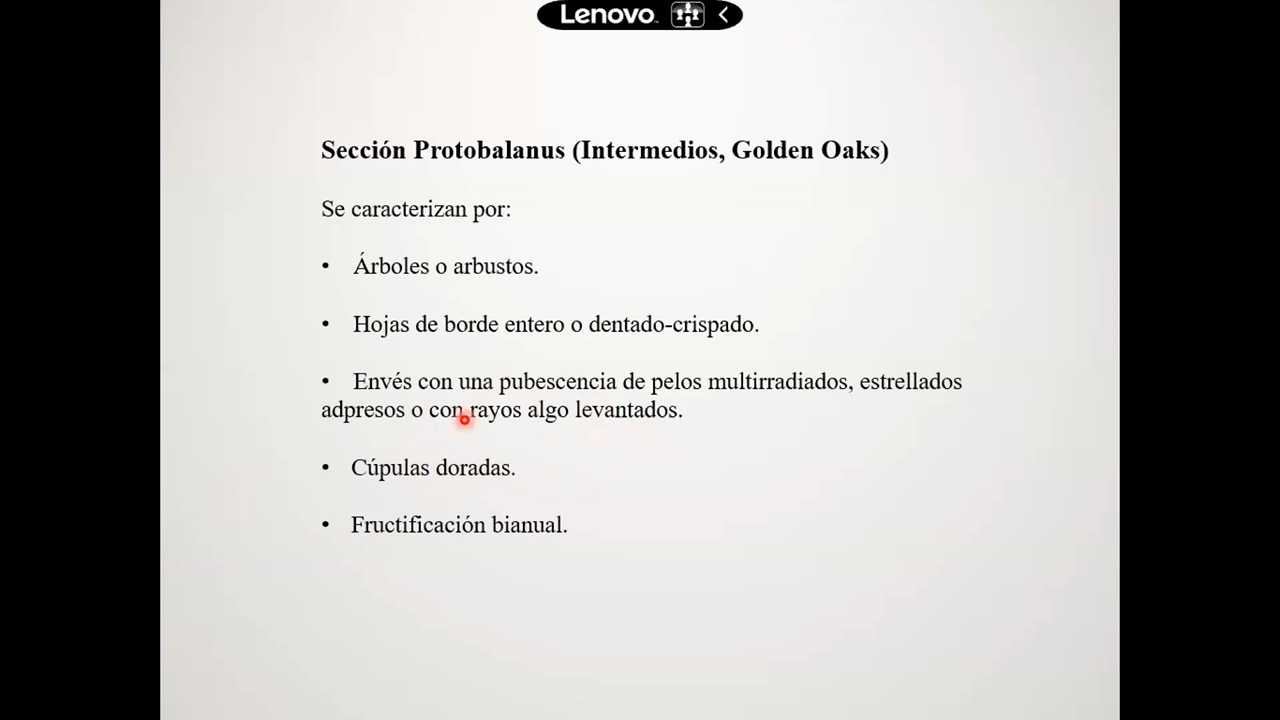 Lenovo
Sección Protobalanus (Intermedios, Golden Oaks)
Se caracterizan por:
• Árboles o arbustos.
• Hojas de borde entero o dentado-crispado.
• Envés con una pubescencia de pelos multirradiados, estrellados
adpresos o con rayos algo levantados.
• Cúpulas doradas.
• Fructificación bianual.